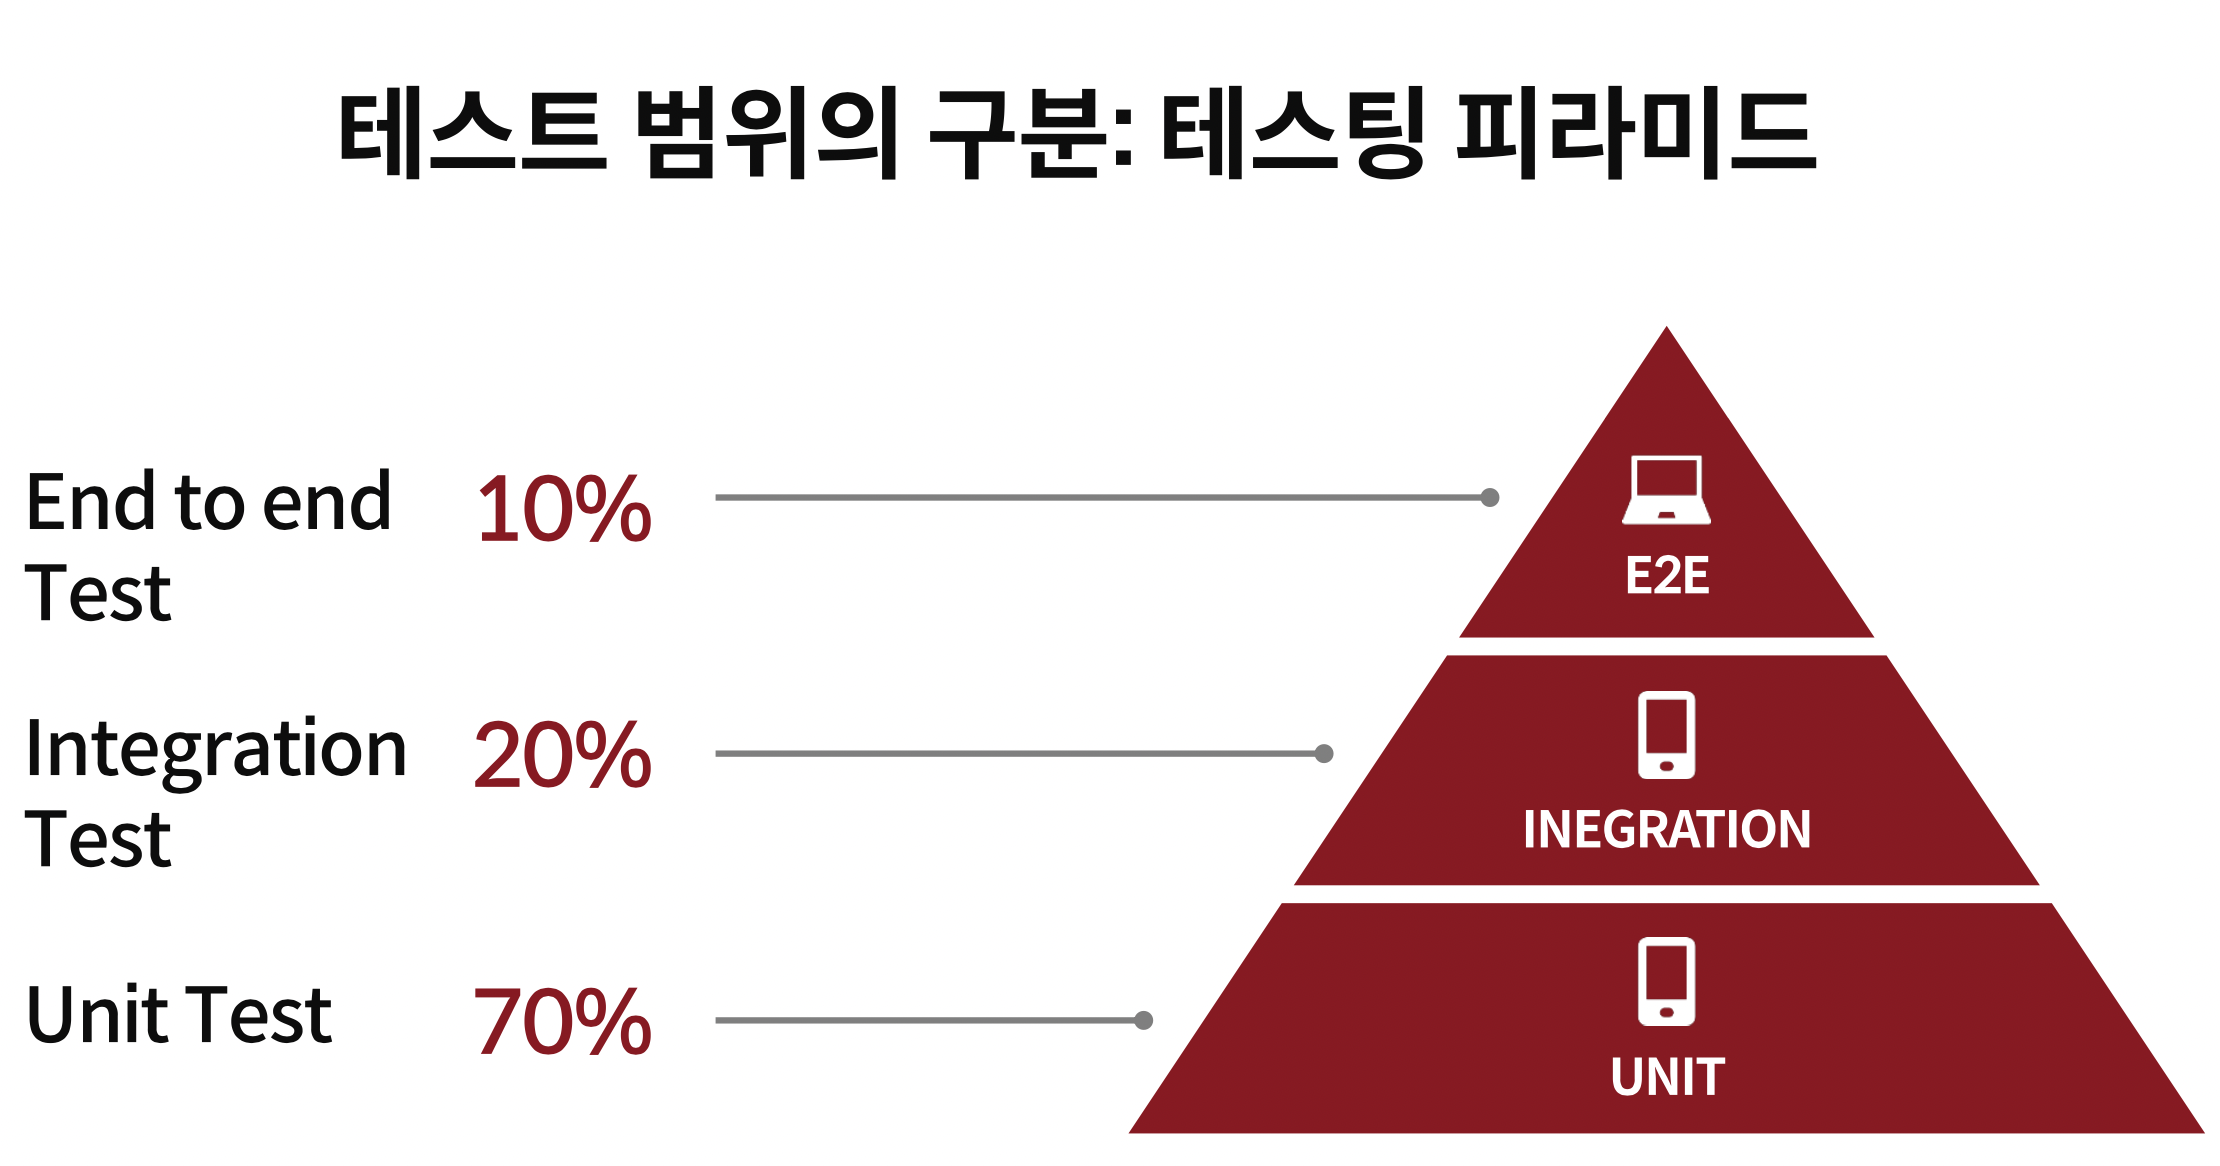 테스트 범위의 구분: 테스팅 피라미드
End to end
Test
10%
E2E
Integration
Test
20%
INEGRATION
Unit Test
70%
UNIT